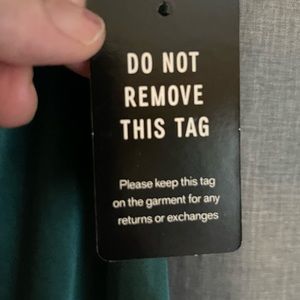 DO NOT
REMOVE
THIS TAG
Please keep this tag
on the garment for any
returns or exchanges